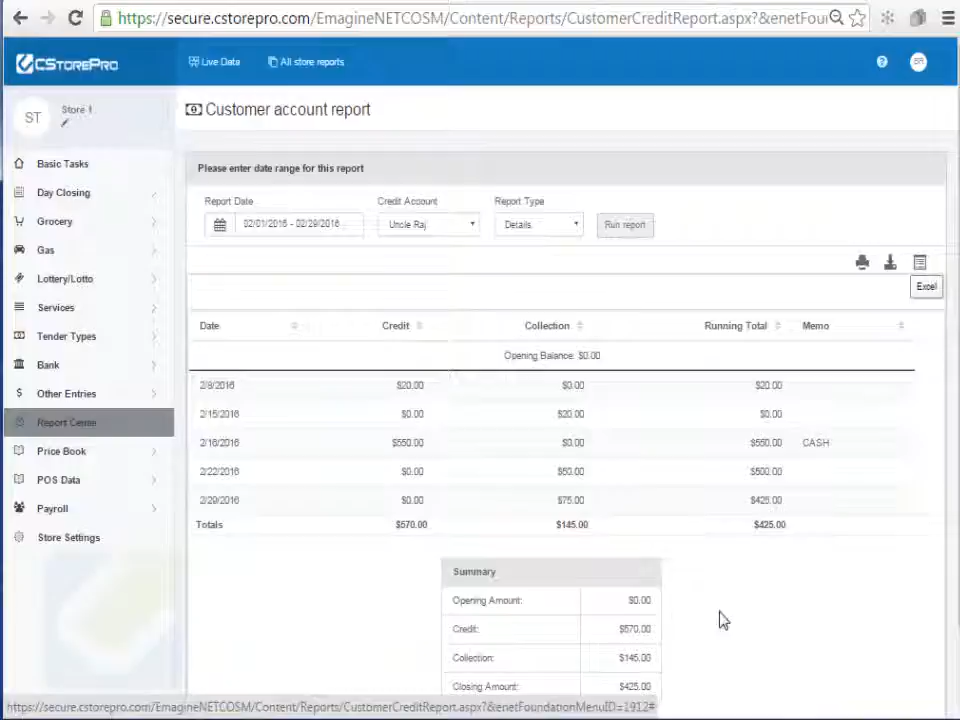 https://secure.cstorepro.com/EmagineNETCOSM/Content/Reports/CustomerCreditReport.aspx?&enetFou
CSTOREPRO
Live Data
All store reports
?
BR
ST
Store 1
Customer account report
Basic Tasks
Day Closing
Grocery
Gas
Lottery/Lotto
Services
Tender Types
Bank
Other Entries
Report Center
Price Book
POS Data
Payroll
Store Settings
Please enter date range for this report
Report Date Credit Account Report Type
02/01/2016 - 02/29/2016 Uncle Raj Details Run report
Excel
Date Credit Collection Running Total Memo
Opening Balance: $0.00
2/8/2016 $20.00 $0.00 $20.00
2/15/2016 $0.00 $20.00 $0.00
2/16/2016 $550.00 $0.00 $550.00 CASH
2/22/2016 $0.00 $50.00 $500.00
2/29/2016 $0.00 $75.00 $425.00
Totals $570.00 $145.00 $425.00
Summary
Opening Amount: $0.00
Credit: $570.00
Collection: $145.00
Closing Amount: $425.00
https://secure.cstorepro.com/EmagineNETCOSM/Content/Reports/CustomerCreditReport.aspx?&enetFoundationMenuID=1912#